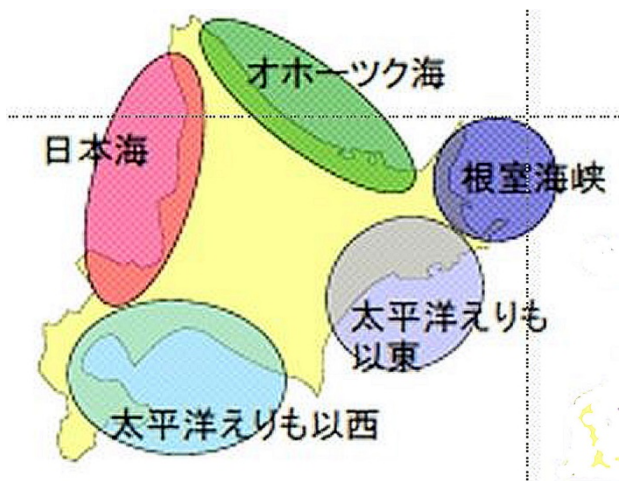 オホーツク海
日本海
根室海峡
太平洋えりも
以東
太平洋えりも以西